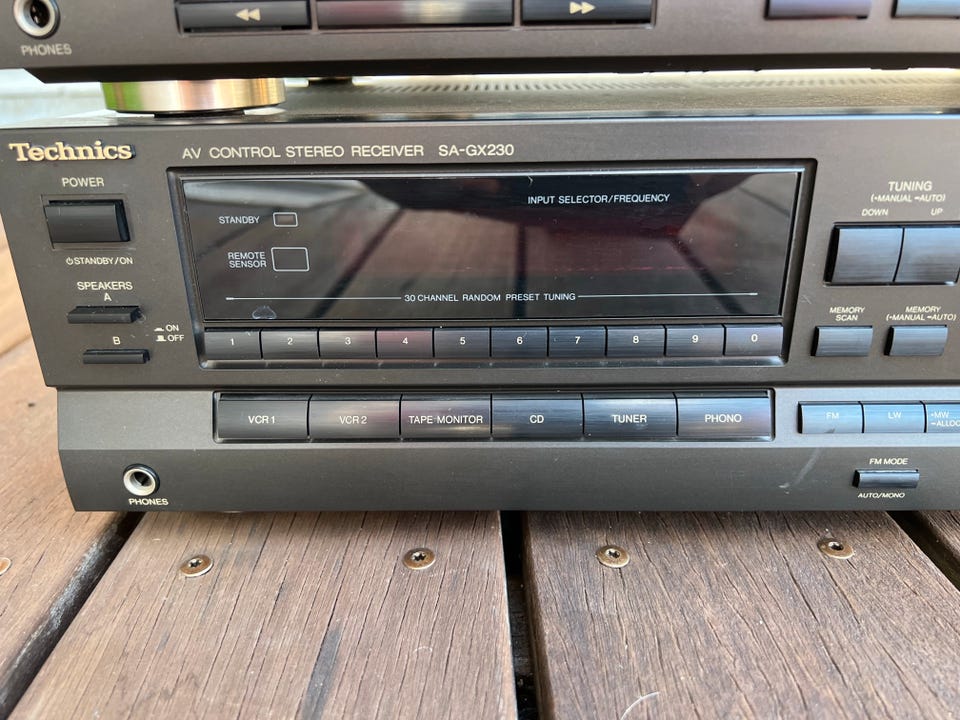 PHONES
Technics
AV CONTROL STEREO RECEIVER SA-GX230
POWER
⏻STANDBY/ON
SPEAKERS
A
B
ON
OFF
STANDBY
REMOTE
SENSOR
INPUT SELECTOR/FREQUENCY
30 CHANNEL RANDOM PRESET TUNING
1 2 3 4 5 6 7 8 9 0
TUNING
(•MANUAL ━AUTO)
DOWN UP
MEMORY
SCAN
MEMORY
(•MANUAL ━AUTO)
VCR 1 VCR 2 TAPE MONITOR CD TUNER PHONO
FM LW •MW
PHONES
FM MODE
AUTO/MONO